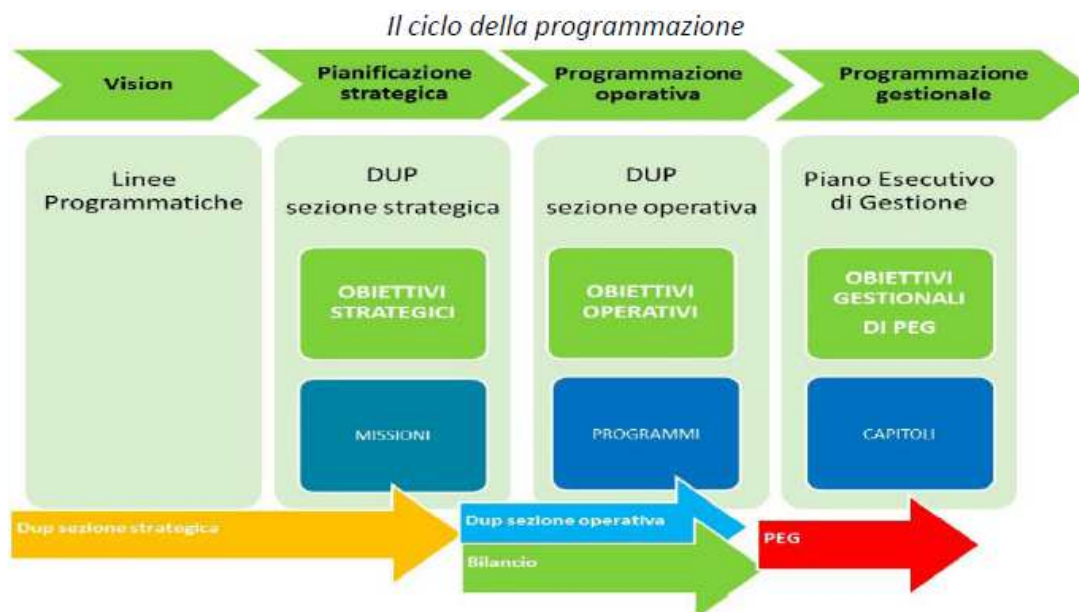 Il ciclo della programmazione
Vision
Pianificazione
strategica
Programmazione
operativa
Programmazione
gestionale
Linee
Programmatiche
DUP
sezione strategica
OBIETTIVI
STRATEGICI
MISSIONI
DUP
sezione operativa
OBIETTIVI
OPERATIVI
PROGRAMMI
Piano Esecutivo
di Gestione
OBIETTIVI
GESTIONALI
DI PEG
CAPITOLI
Dup sezione strategica
Dup sezione operativa
Bilancio
PEG